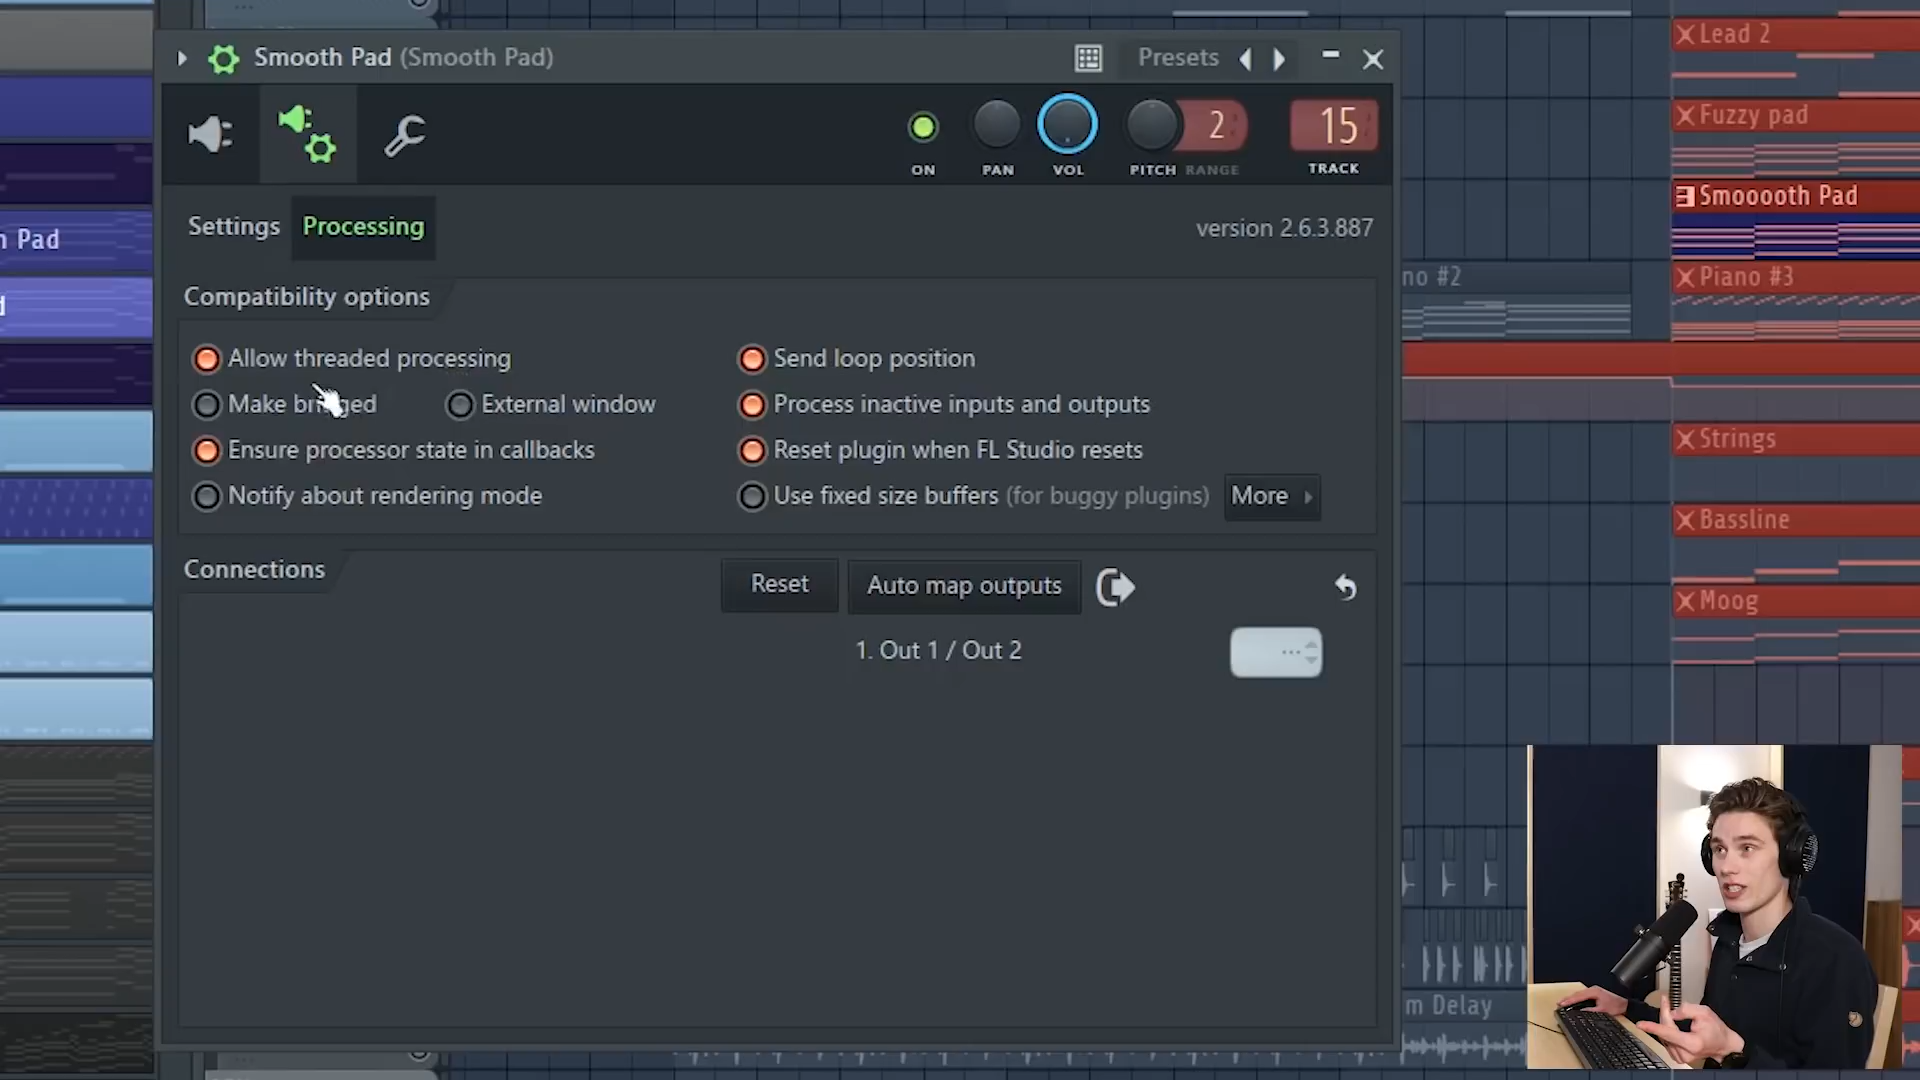 Smooth Pad (Smooth Pad)
Presets
2
15
ON
PAN
VOL
PITCH RANGE
TRACK
Settings
Processing
version 2.6.3.887
Compatibility options
Allow threaded processing
Send loop position
Make bridged
External window
Process inactive inputs and outputs
Ensure processor state in callbacks
Reset plugin when FL Studio resets
Notify about rendering mode
Use fixed size buffers (for buggy plugins)
More
Connections
Reset
Auto map outputs
1. Out 1 / Out 2
...
Pad
Lead 2
Fuzzy pad
Smooooth Pad
no #2
Piano #3
Strings
Bassline
Moog
m Delay